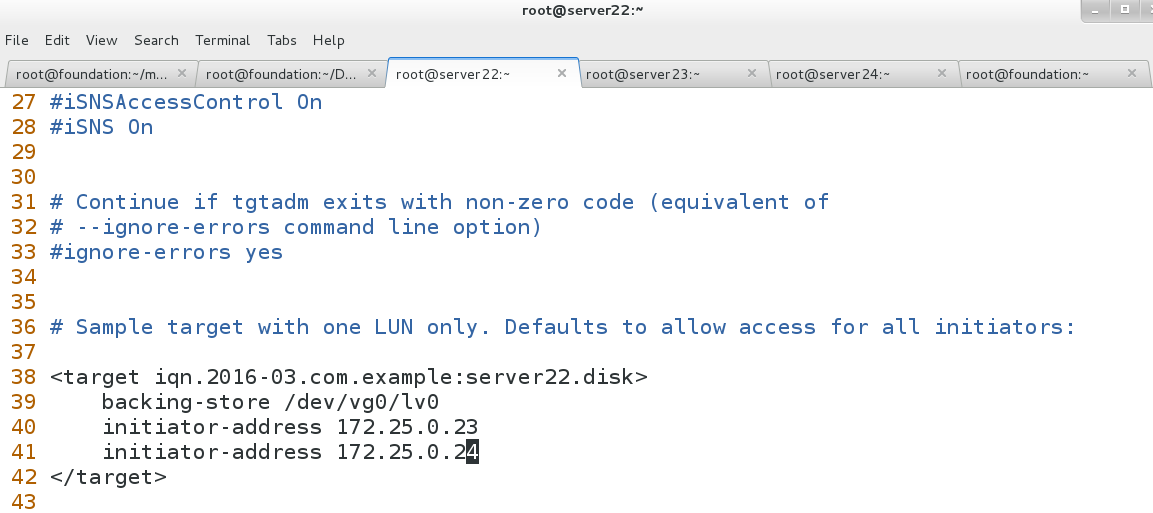 root@server22:~
File Edit View Search Terminal Tabs Help
root@foundation:~/m... × root@foundation:~/D... × root@server22:~ × root@server23:~ × root@server24:~ × root@foundation:~ ×
27 #iSNSAccessControl On
28 #iSNS On
29
30
31 # Continue if tgtadm exits with non-zero code (equivalent of
32 # --ignore-errors command line option)
33 #ignore-errors yes
34
35
36 # Sample target with one LUN only. Defaults to allow access for all initiators:
37
38 <target iqn.2016-03.com.example:server22.disk>
39     backing-store /dev/vg0/lv0
40     initiator-address 172.25.0.23
41     initiator-address 172.25.0.24
42 </target>
43